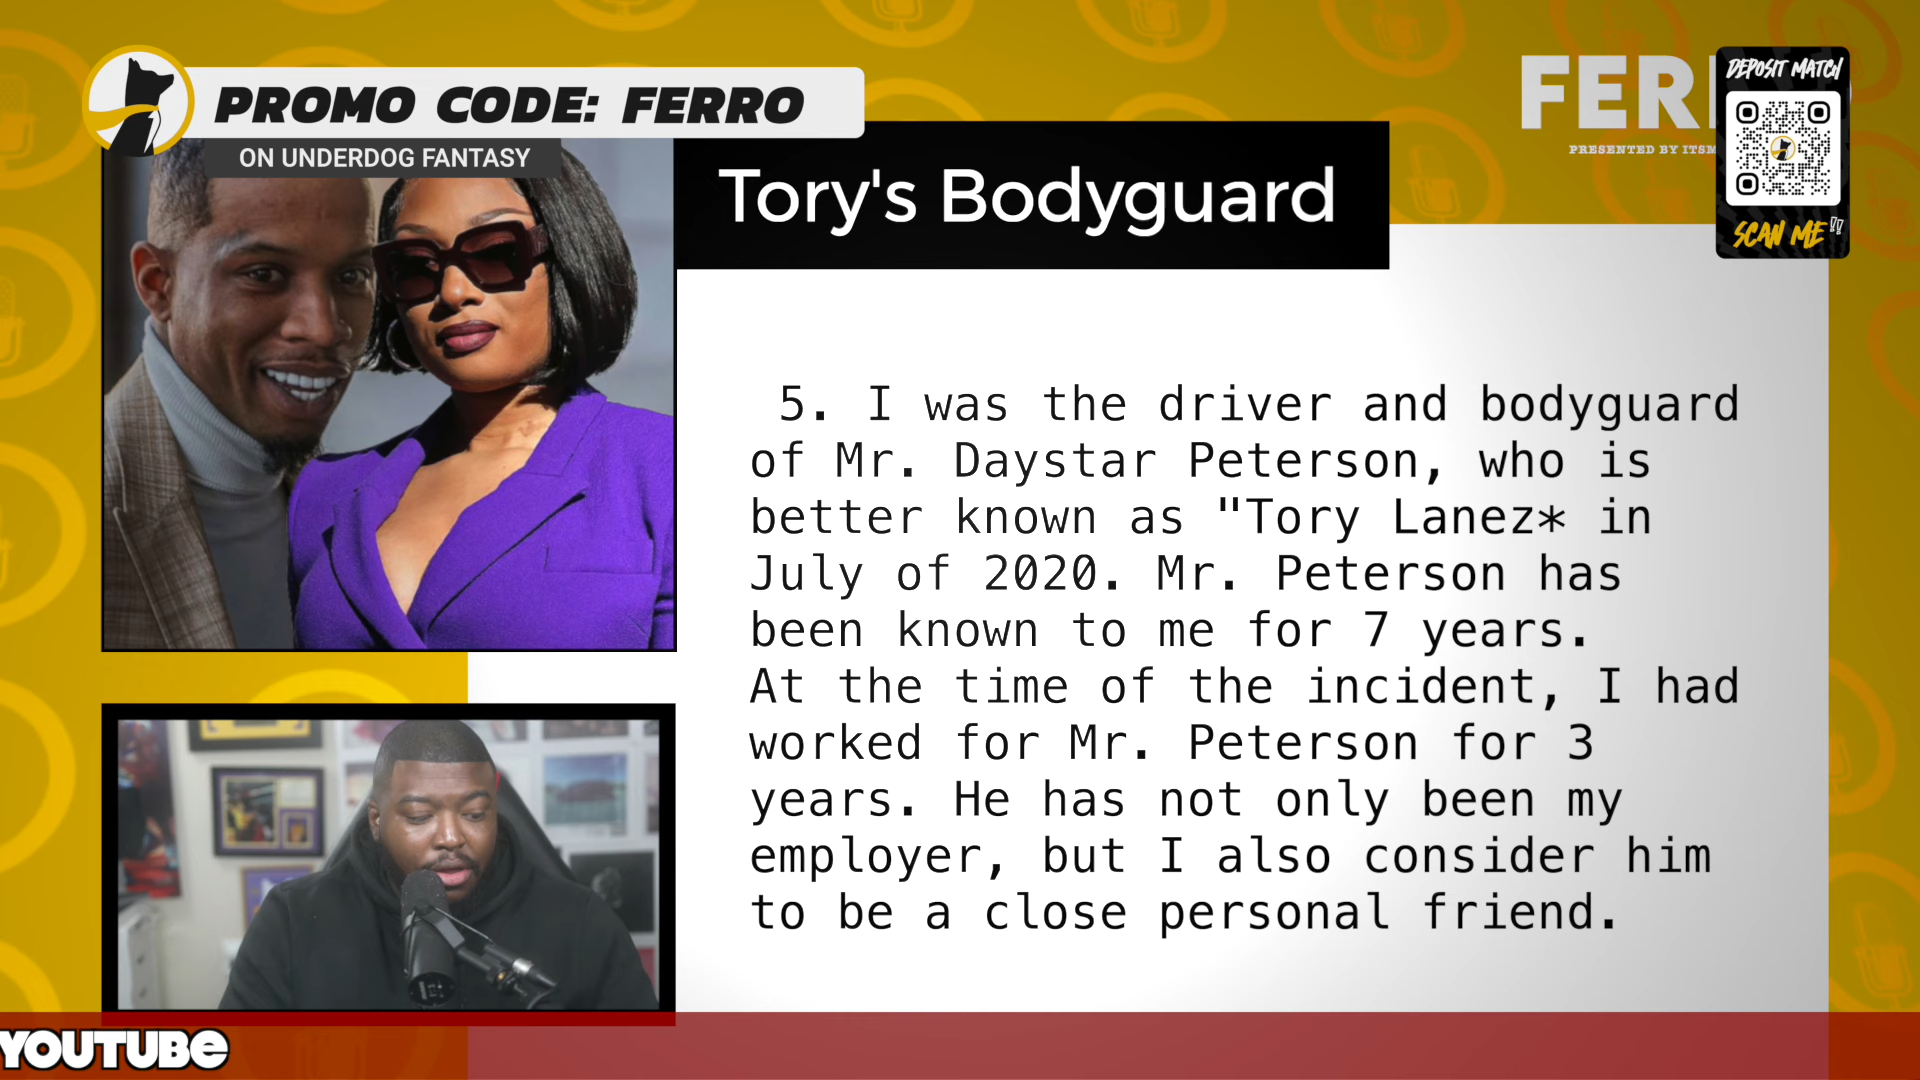 PROMO CODE: FERRO
ON UNDERDOG FANTASY
FER
PRESENTED BY ITSM
DEPOSIT MATCH
SCAN ME!!
Tory's Bodyguard
5. I was the driver and bodyguard
of Mr. Daystar Peterson, who is
better known as "Tory Lanez* in
July of 2020. Mr. Peterson has
been known to me for 7 years.
At the time of the incident, I had
worked for Mr. Peterson for 3
years. He has not only been my
employer, but I also consider him
to be a close personal friend.
YOUTUBe